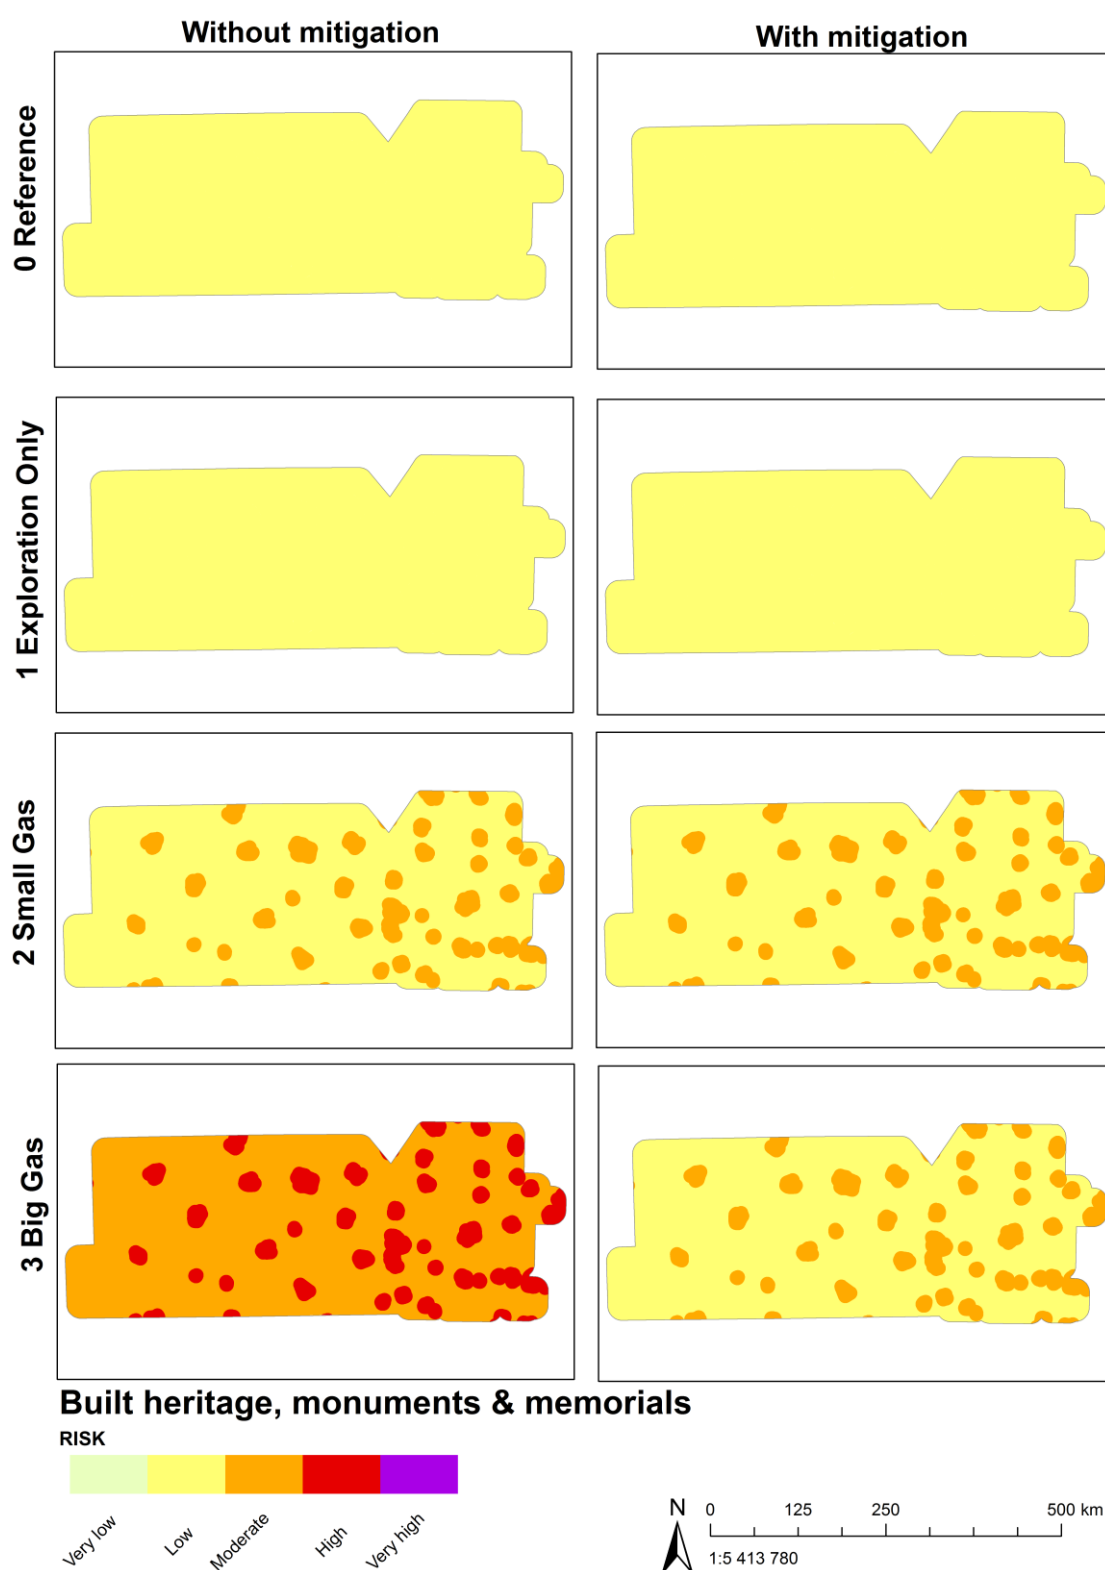 Without mitigation
With mitigation
0 Reference
1 Exploration Only
2 Small Gas
3 Big Gas
Built heritage, monuments & memorials
RISK
Very low
Low
Moderate
High
Very high
N
0 125 250 500 km
1:5 413 780